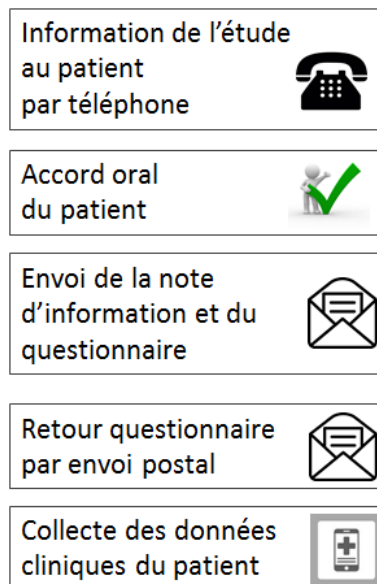 Information de l'étude
au patient
par téléphone
Accord oral
du patient
Envoi de la note
d'information et du
questionnaire
Retour questionnaire
par envoi postal
Collecte des données
cliniques du patient